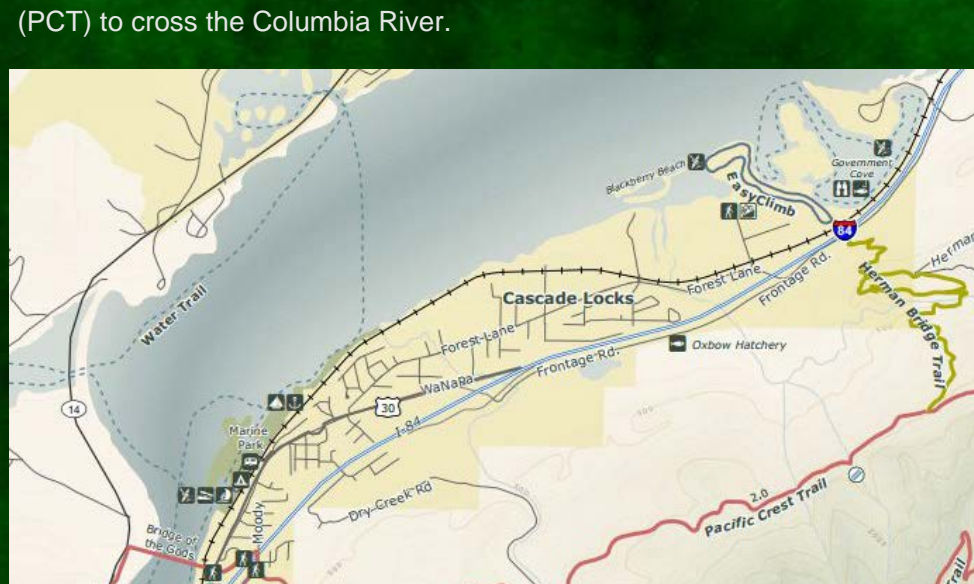 (PCT) to cross the Columbia River.
Blackberry Beach
Government
Cove
EasyClimb
84
Herman
Forest Lane
Frontage Rd.
Herman Bridge Trail
Cascade Locks
Water Trail
Forest Lane
Oxbow Hatchery
Frontage Rd.
WaNaPa
30
14
I-84
Marine
Park
Dry Creek Rd
2.0
Pacific Crest Trail
Moody
Bridge of
the Gods
Trail